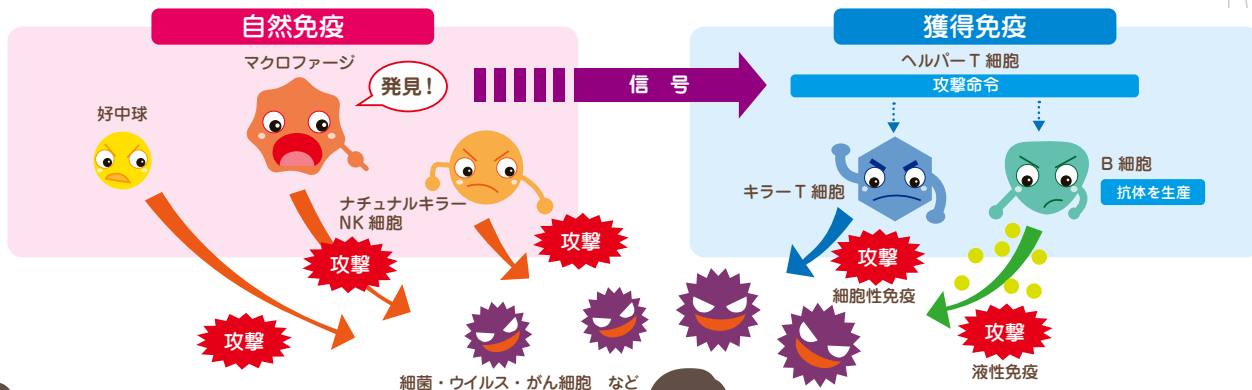 自然免疫
獲得免疫
マクロファージ
発見！
信 号
ヘルパーT 細胞
攻撃命令
好中球
ナチュナルキラー
NK 細胞
キラー T 細胞
B 細胞
抗体を生産
攻撃
攻撃
攻撃
攻撃
細胞性免疫
攻撃
液性免疫
細菌・ウイルス・がん細胞 など